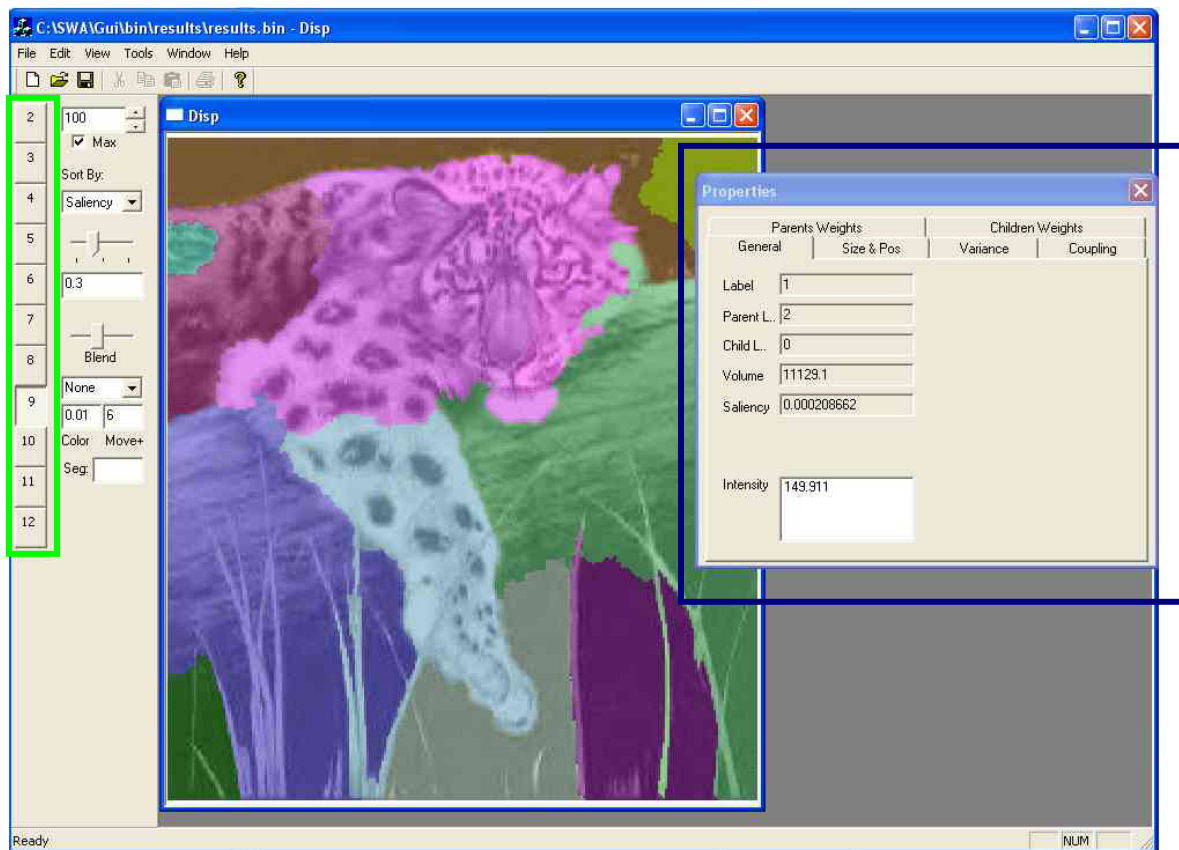 C:\SWA\Gui\bin\results\results.bin - Disp
File Edit View Tools Window Help
2
3
4
5
6
7
8
9
10
11
12
100
Max
Sort By:
Saliency
0.3
Blend
None
0.01 6
Color Move+
Seg:
Disp
Properties
Parents Weights Children Weights
General Size & Pos Variance Coupling
Label 1
Parent L.. 2
Child L.. 0
Volume 11129.1
Saliency 0.000208662
Intensity 149.911
Ready NUM